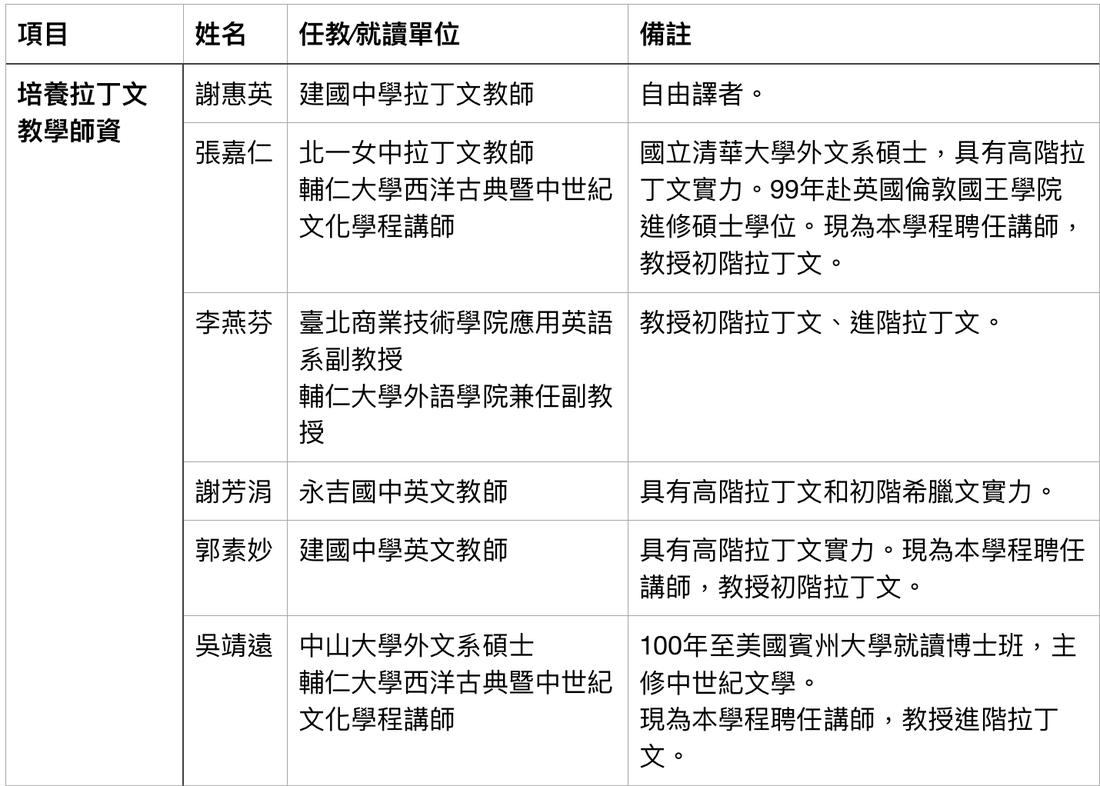 項目 姓名 任教/就讀單位 備註
培養拉丁文
教學師資
謝惠英 建國中學拉丁文教師 自由譯者。
張嘉仁 北一女中拉丁文教師
輔仁大學西洋古典暨中世紀
文化學程講師
國立清華大學外文系碩士，具有高階拉
丁文實力。99年赴英國倫敦國王學院
進修碩士學位。現為本學程聘任講師，
教授初階拉丁文。
李燕芬 臺北商業技術學院應用英語
系副教授
輔仁大學外語學院兼任副教
授
教授初階拉丁文、進階拉丁文。
謝芳涓 永吉國中英文教師 具有高階拉丁文和初階希臘文實力。
郭素妙 建國中學英文教師 具有高階拉丁文實力。現為本學程聘任
講師，教授初階拉丁文。
吳靖遠 中山大學外文系碩士
輔仁大學西洋古典暨中世紀
文化學程講師
100年至美國賓州大學就讀博士班，主
修中世紀文學。
現為本學程聘任講師，教授進階拉丁
文。